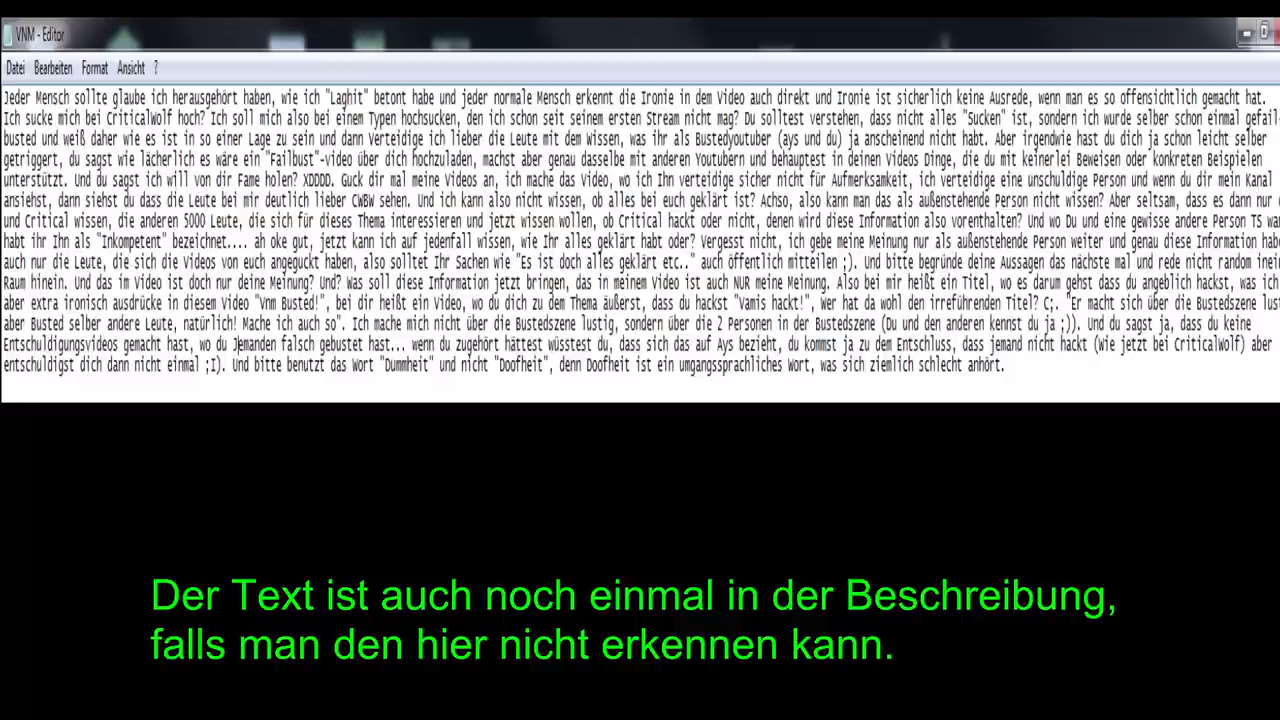 VNM - Editor
Datei Bearbeiten Format Ansicht ?
Jeder Mensch sollte glaube ich herausgehört haben, wie ich "Laghit" betont habe und jeder normale Mensch erkennt die Ironie in dem Video auch direkt und Ironie ist sicherlich keine Ausrede, wenn man es so offensichtlich gemacht hat.
Ich sucke mich bei CriticalWolf hoch? Ich soll mich also bei einem Typen hochsucken, den ich schon seit seinem ersten Stream nicht mag? Du solltest verstehen, dass nicht alles "Sucken" ist, sondern ich wurde selber schon einmal gefail-
busted und weiß daher wie es ist in so einer Lage zu sein und dann Verteidige ich lieber die Leute mit dem Wissen, was ihr als Bustedyoutuber (ays und du) ja anscheinend nicht habt. Aber irgendwie hast du dich ja schon leicht selber
getriggert, du sagst wie lächerlich es wäre ein "Failbust"-video über dich hochzuladen, machst aber genau dasselbe mit anderen Youtubern und behauptest in deinen Videos Dinge, die du mit keinerlei Beweisen oder konkreten Beispielen
unterstützt. Und du sagst ich will von dir Fame holen? XDDDD. Guck dir mal meine Videos an, ich mache das Video, wo ich Ihn verteidige sicher nicht für Aufmerksamkeit, ich verteidige eine unschuldige Person und wenn du dir mein Kanal
ansiehst, dann siehst du dass die Leute bei mir deutlich lieber CWBW sehen. Und ich kann also nicht wissen, ob alles bei euch geklärt ist? Achso, also kann man das als außenstehende Person nicht wissen? Aber seltsam, dass es dann nur
und Critical wissen, die anderen 5000 Leute, die sich für dieses Thema interessieren und jetzt wissen wollen, ob Critical hackt oder nicht, denen wird diese Information also vorenthalten? Und wo Du und eine gewisse andere Person TS
habt ihr Ihn als "Inkompetent" bezeichnet.... ah oke gut, jetzt kann ich auf jedenfall wissen, wie Ihr alles geklärt habt oder? Vergesst nicht, ich gebe meine Meinung nur als außenstehende Person weiter und genau diese Information
auch nur die Leute, die sich die Videos von euch angeguckt haben, also solltet Ihr Sachen wie "Es ist doch alles geklärt etc.." auch öffentlich mitteilen ;). Und bitte begründe deine Aussagen das nächste mal und rede nicht random
Raum hinein. Und das im Video ist doch nur deine Meinung? Und? Was soll diese Information jetzt bringen, das in meinem Video ist auch NUR meine Meinung. Also bei mir heißt ein Titel, wo es darum gehst dass du angeblich hackst, was ich
aber extra ironisch ausdrücke in diesem Video "Vnm Busted!", bei dir heißt ein Video, wo du dich zu dem Thema äußerst, dass du hackst "Vamis hackt!", Wer hat da wohl den irreführenden Titel? C;. "Er macht sich über die Bustedszene
aber Busted selber andere Leute, natürlich! Mache ich auch so". Ich mache mich nicht über die Bustedszene lustig, sondern über die 2 Personen in der Bustedszene (Du und den anderen kennst du ja ;)). Und du sagst ja, dass du keine
Entschuldigungsvideos gemacht hast, wo du Jemanden falsch gebustet hast... wenn du zugehört hättest wüsstest du, dass sich das auf Ays bezieht, du kommst ja zu dem Entschluss, dass jemand nicht hackt (wie jetzt bei CriticalWolf) aber
entschuldigst dich dann nicht einmal ;I). Und bitte benutzt das Wort "Dummheit" und nicht "Doofheit", denn Doofheit ist ein umgangssprachliches Wort, was sich ziemlich schlecht anhört.
Der Text ist auch noch einmal in der Beschreibung,
falls man den hier nicht erkennen kann.